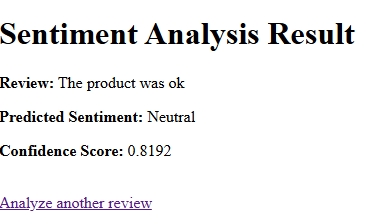 Sentiment Analysis Result
Review: The product was ok
Predicted Sentiment: Neutral
Confidence Score: 0.8192
Analyze another review